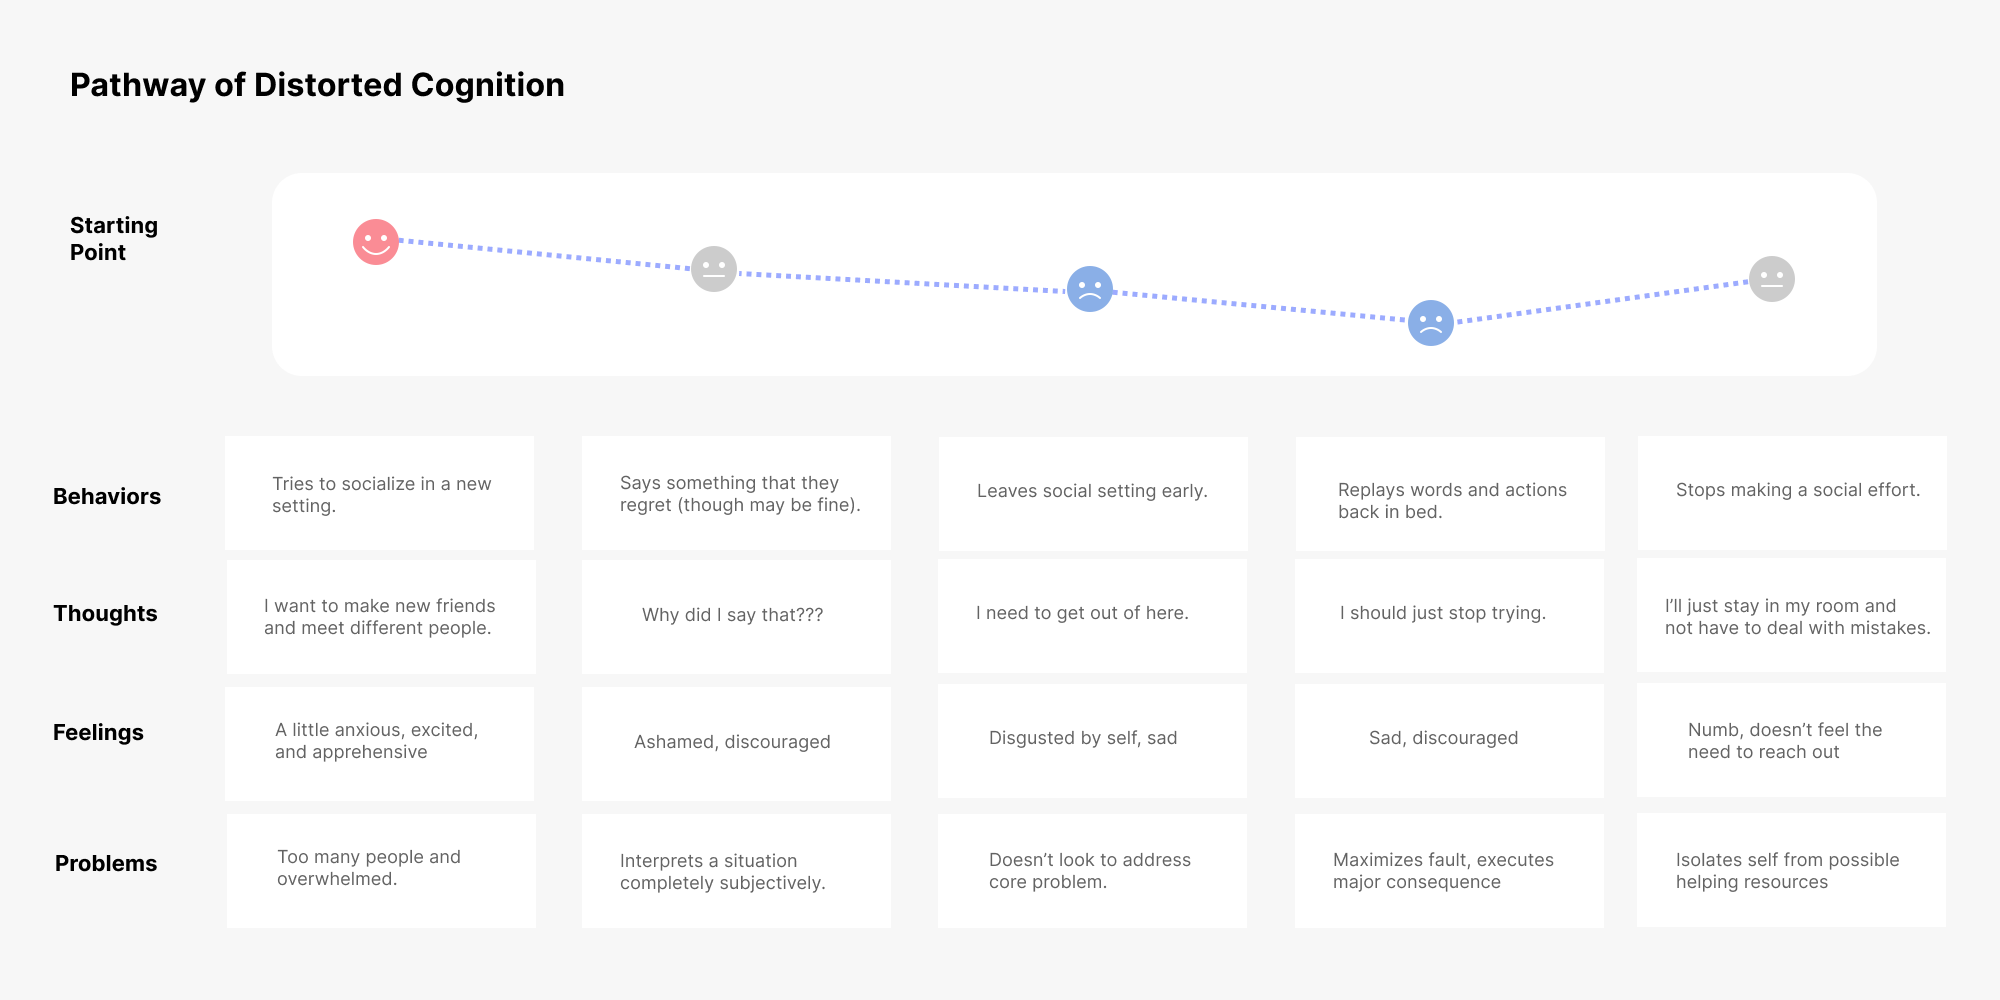 Pathway of Distorted Cognition
Starting
Point
Behaviors
Tries to socialize in a new
setting.
Says something that they
regret (though may be fine).
Leaves social setting early.
Replays words and actions
back in bed.
Stops making a social effort.
Thoughts
I want to make new friends
and meet different people.
Why did I say that???
I need to get out of here.
I should just stop trying.
I’ll just stay in my room and
not have to deal with mistakes.
Feelings
A little anxious, excited,
and apprehensive
Ashamed, discouraged
Disgusted by self, sad
Sad, discouraged
Numb, doesn’t feel the
need to reach out
Problems
Too many people and
overwhelmed.
Interprets a situation
completely subjectively.
Doesn’t look to address
core problem.
Maximizes fault, executes
major consequence
Isolates self from possible
helping resources